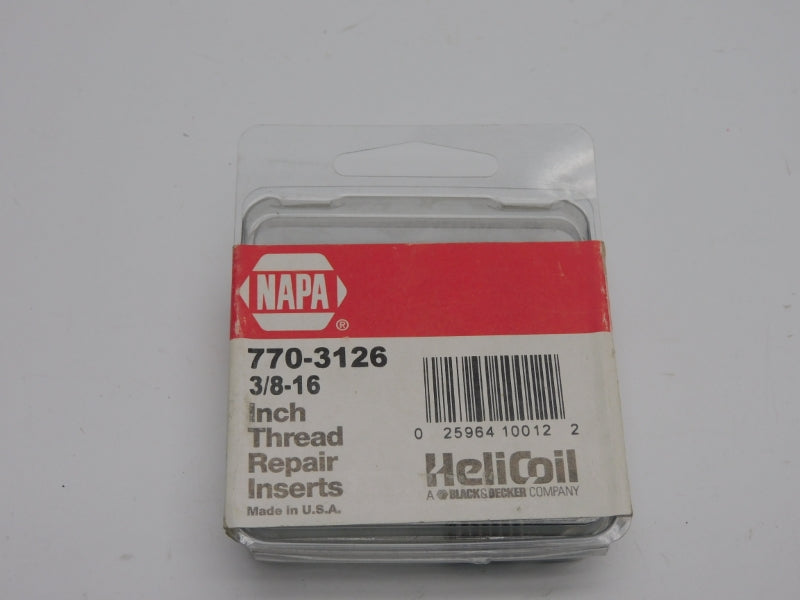 NAPA®
770-3126
3/8-16
Inch
Thread
Repair
Inserts
Made in U.S.A.
0 25964 10012 2
HeliCoil
A BLACK & DECKER COMPANY